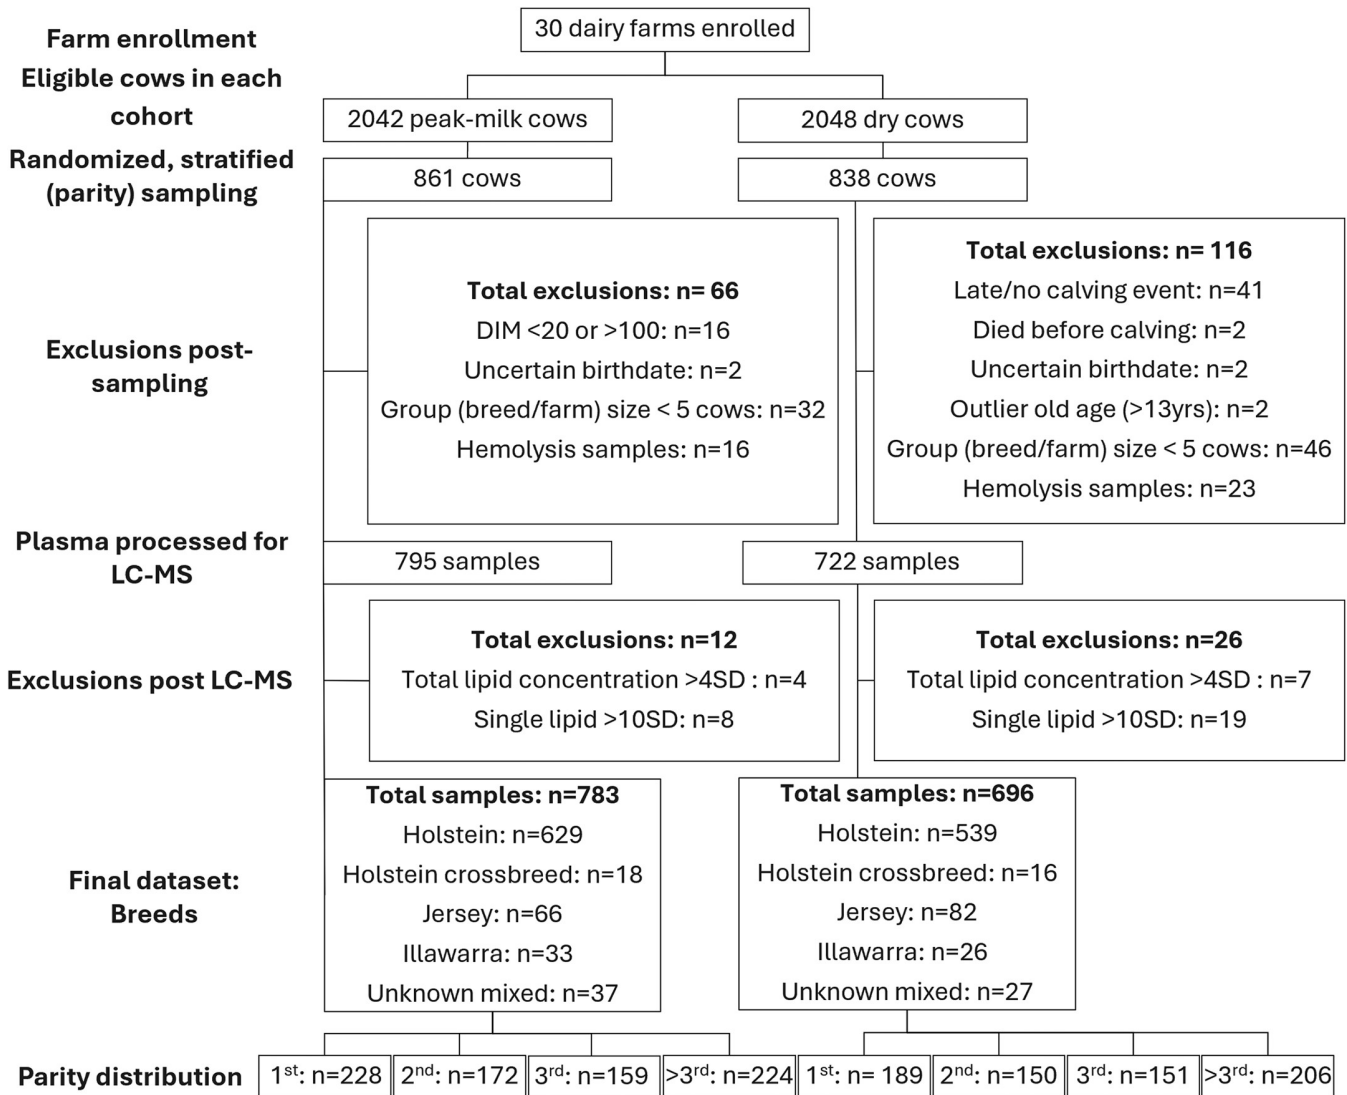 Farm enrollment
30 dairy farms enrolled
Eligible cows in each
cohort
2042 peak-milk cows
2048 dry cows
Randomized, stratified
(parity) sampling
861 cows
838 cows
Exclusions post-
sampling
Total exclusions: n= 66
DIM <20 or >100: n=16
Uncertain birthdate: n=2
Group (breed/farm) size < 5 cows: n=32
Hemolysis samples: n=16
Total exclusions: n= 116
Late/no calving event: n=41
Died before calving: n=2
Uncertain birthdate: n=2
Outlier old age (>13yrs): n=2
Group (breed/farm) size < 5 cows: n=46
Hemolysis samples: n=23
Plasma processed for
LC-MS
795 samples
722 samples
Exclusions post LC-MS
Total exclusions: n=12
Total lipid concentration >4SD : n=4
Single lipid >10SD: n=8
Total exclusions: n=26
Total lipid concentration >4SD : n=7
Single lipid >10SD: n=19
Final dataset:
Breeds
Total samples: n=783
Holstein: n=629
Holstein crossbreed: n=18
Jersey: n=66
Illawarra: n=33
Unknown mixed: n=37
Total samples: n=696
Holstein: n=539
Holstein crossbreed: n=16
Jersey: n=82
Illawarra: n=26
Unknown mixed: n=27
Parity distribution
1st: n=228
2nd: n=172
3rd: n=159
>3rd: n=224
1st: n= 189
2nd: n=150
3rd: n=151
>3rd: n=206